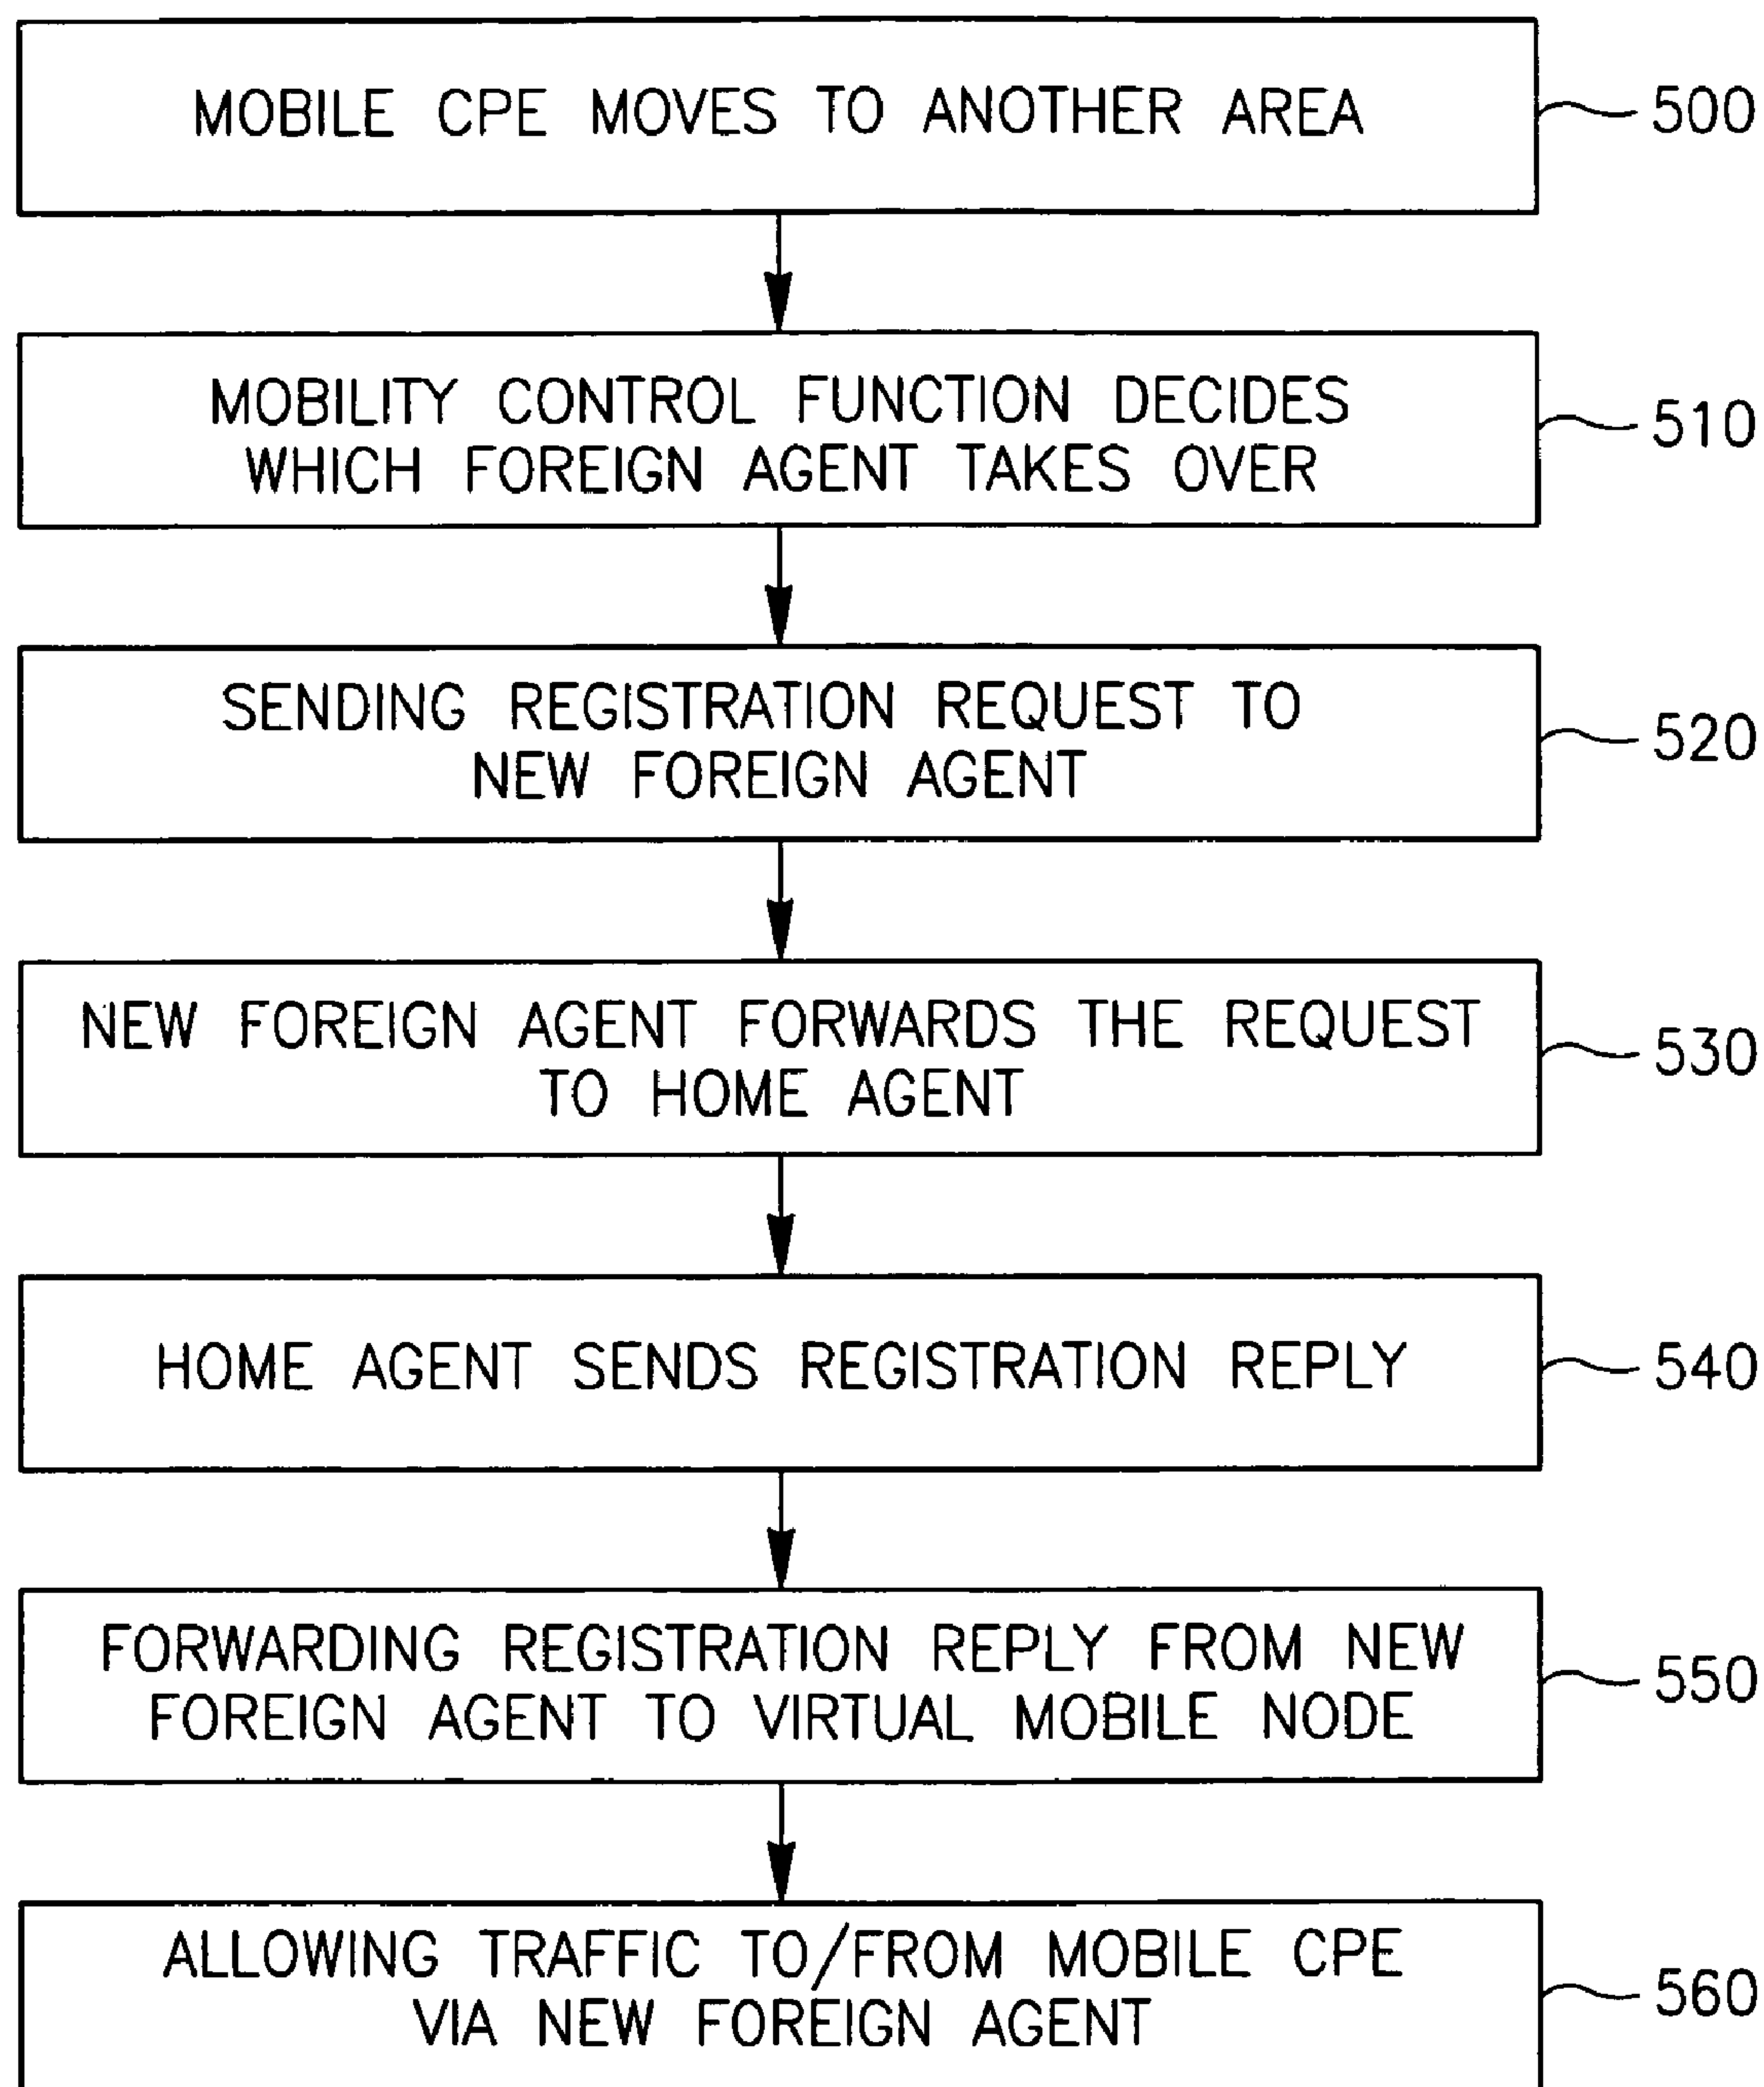 MOBILE CPE MOVES TO ANOTHER AREA
500
MOBILITY CONTROL FUNCTION DECIDES
WHICH FOREIGN AGENT TAKES OVER
510
SENDING REGISTRATION REQUEST TO
NEW FOREIGN AGENT
520
NEW FOREIGN AGENT FORWARDS THE REQUEST
TO HOME AGENT
530
HOME AGENT SENDS REGISTRATION REPLY
540
FORWARDING REGISTRATION REPLY FROM NEW
FOREIGN AGENT TO VIRTUAL MOBILE NODE
550
ALLOWING TRAFFIC TO/FROM MOBILE CPE
VIA NEW FOREIGN AGENT
560